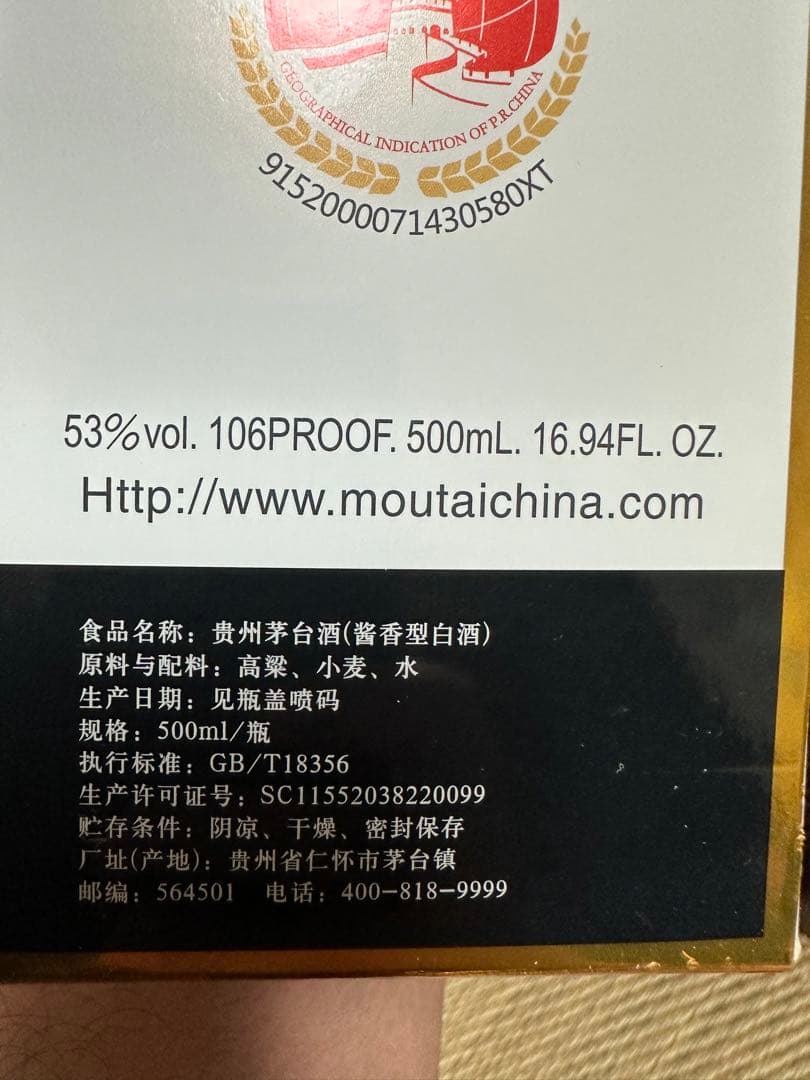 GEOGRAPHICAL INDICATION OF P.R.CHINA
91520000071430580XT
53%vol. 106PROOF. 500mL. 16.94FL. OZ.
Http://www.moutaichina.com
食品名称：贵州茅台酒(酱香型白酒)
原料与配料：高粱、小麦、水
生产日期：见瓶盖喷码
规格：500ml/瓶
执行标准：GB/T18356
生产许可证号：SC11552038220099
贮存条件：阴凉、干燥、密封保存
厂址(产地)：贵州省仁怀市茅台镇
邮编：564501 电话：400-818-9999